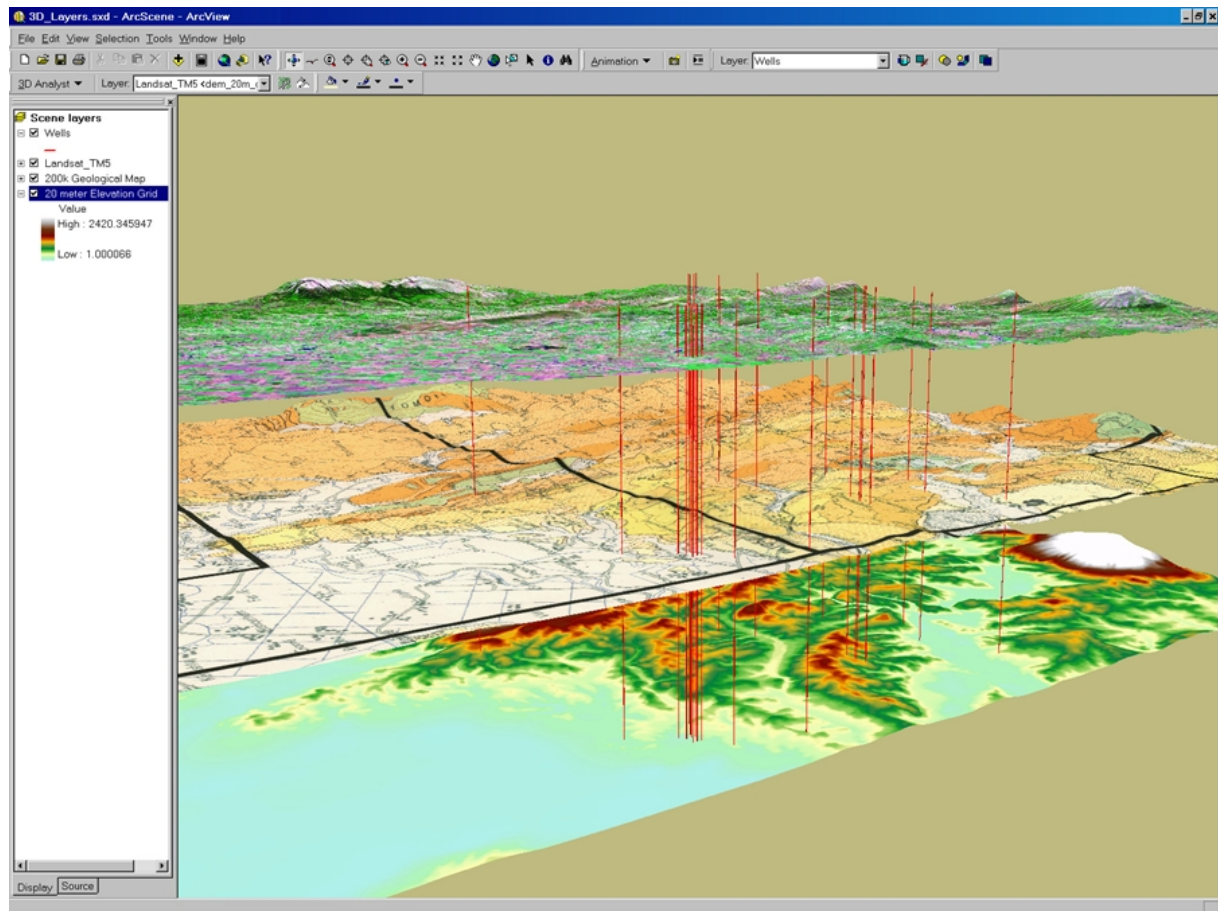 3D_Layers.sxd - ArcScene - ArcView
File Edit View Selection Tools Window Help
Animation Layer: Wells
3D Analyst Layer: Landsat_TM5 <dem_20m_
Scene layers
Wells
Landsat_TM5
200k Geological Map
20 meter Elevation Grid
Value
High : 2420.345947
Low : 1.000066
Display Source